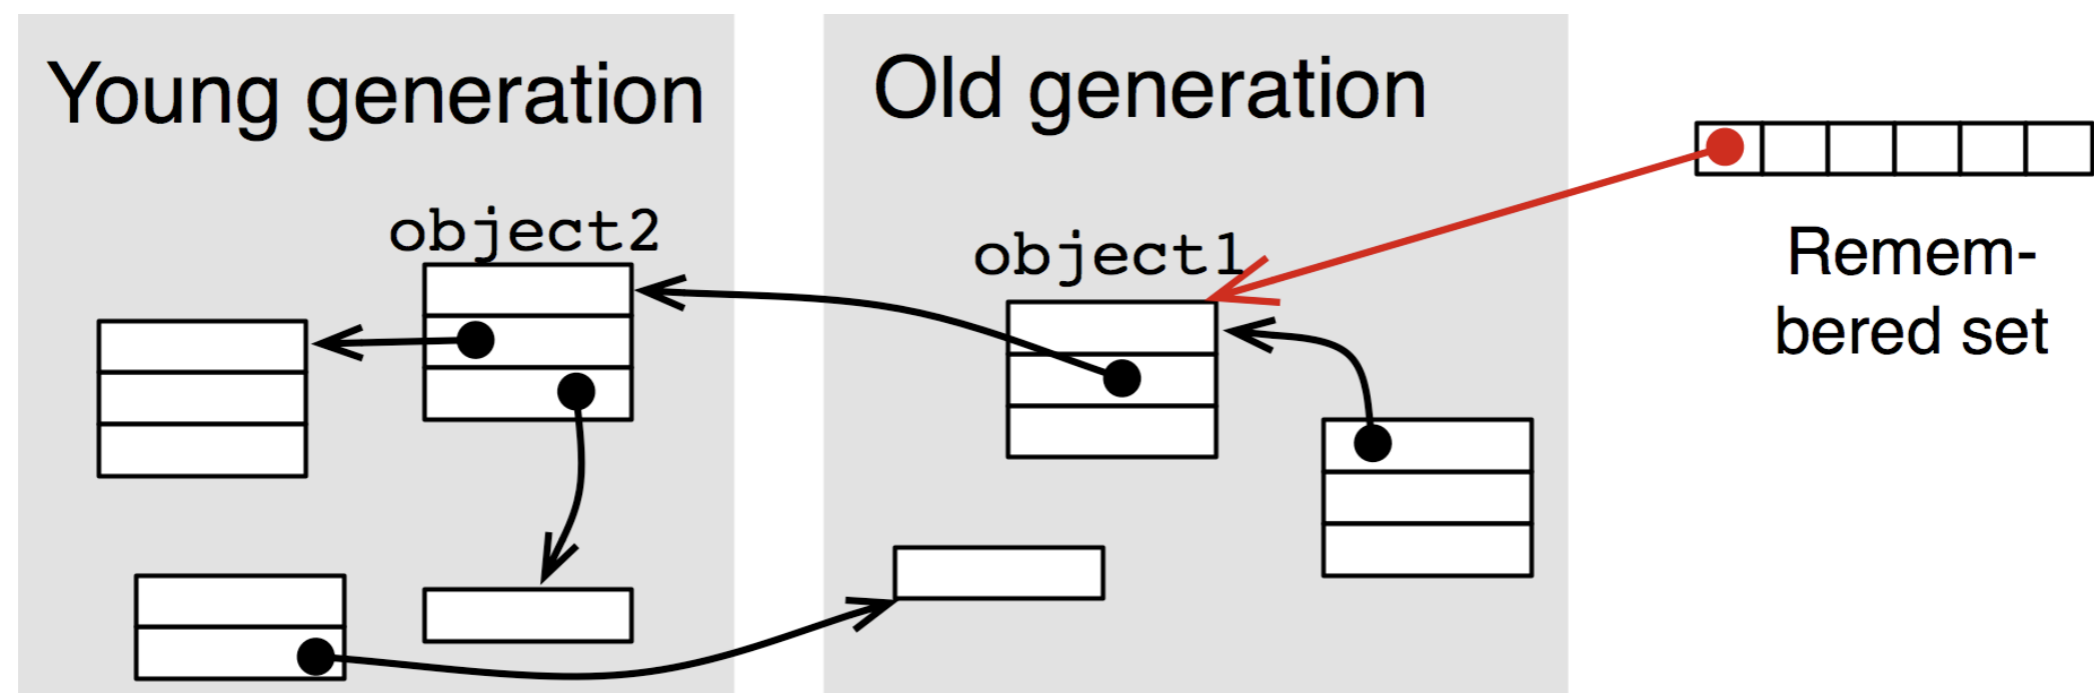 Young generation
Old generation
object2
object1
Remem-
bered set